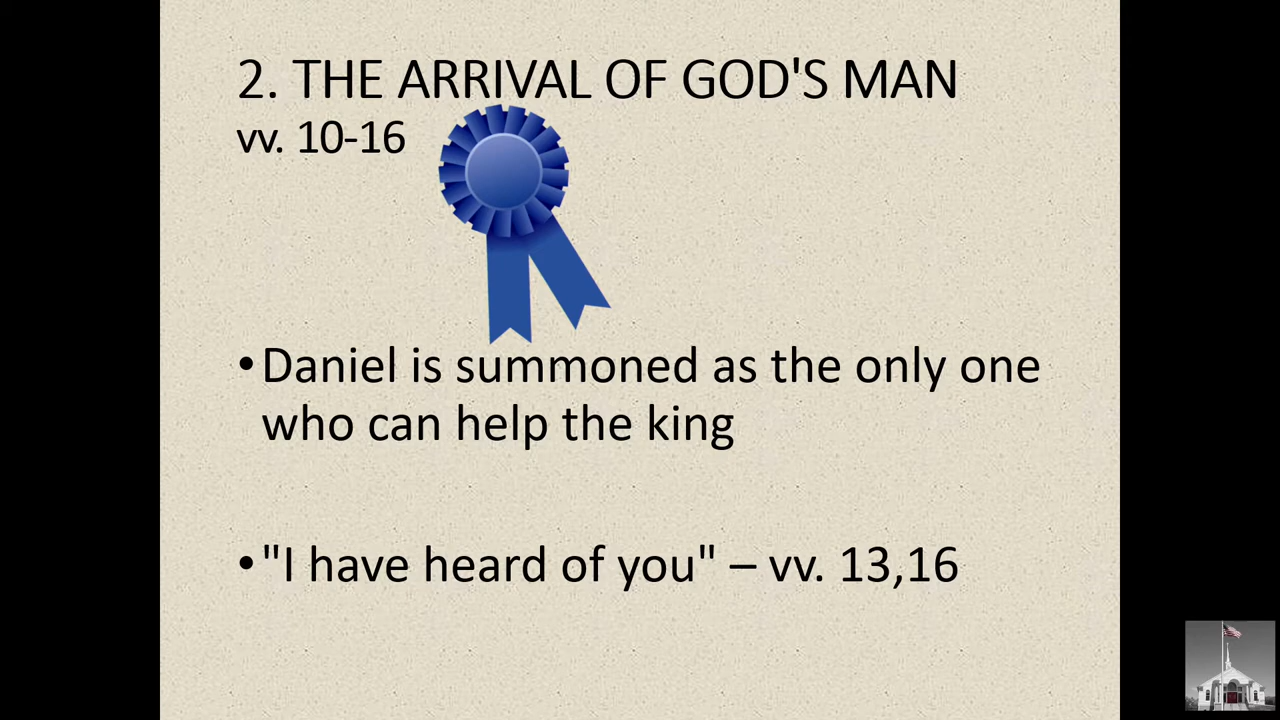 2. THE ARRIVAL OF GOD'S MAN
vv. 10-16
•Daniel is summoned as the only one
who can help the king
•"I have heard of you" – vv. 13,16